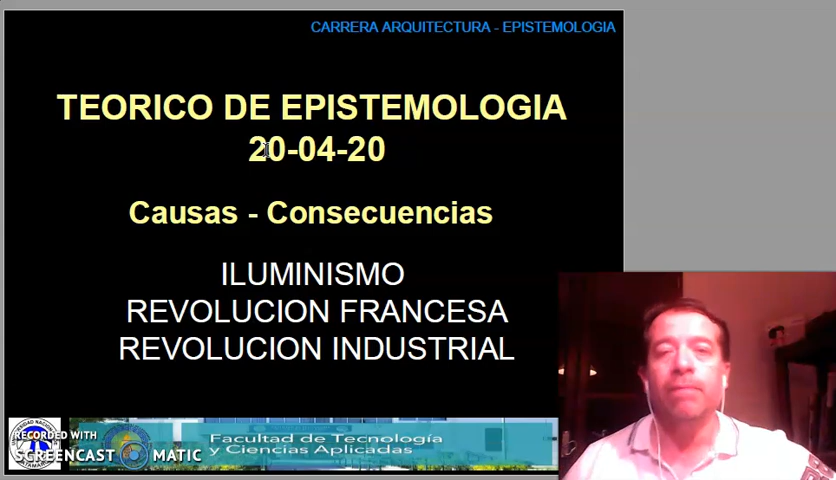 CARRERA ARQUITECTURA - EPISTEMOLOGIA
TEORICO DE EPISTEMOLOGIA
20-04-20
Causas - Consecuencias
ILUMINISMO
REVOLUCION FRANCESA
REVOLUCION INDUSTRIAL
RECORDED WITH
SCREENCAST MATIC
Facultad de Tecnología
y Ciencias Aplicadas